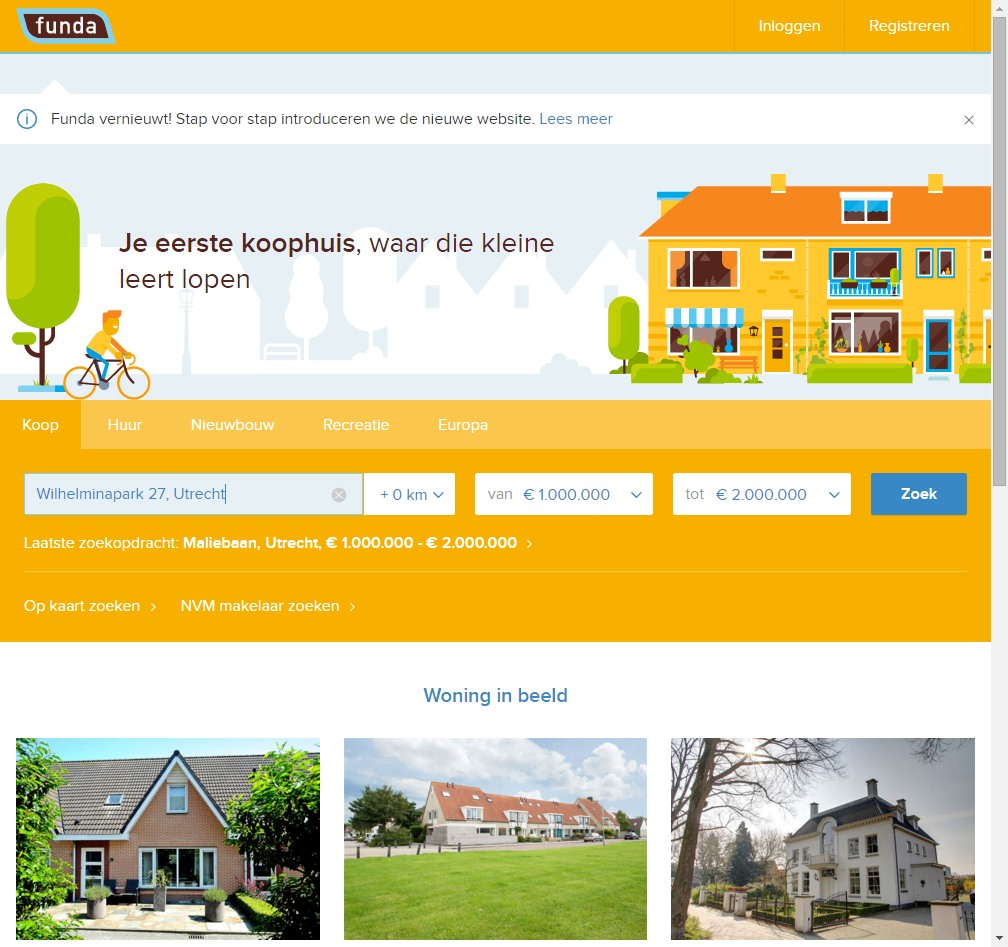 funda
Inloggen
Registreren
Funda vernieuwt! Stap voor stap introduceren we de nieuwe website. Lees meer
Je eerste koophuis, waar die kleine
leert lopen
Koop
Huur
Nieuwbouw
Recreatie
Europa
Wilhelminapark 27, Utrecht
+ 0 km
van € 1.000.000
tot € 2.000.000
Zoek
Laatste zoekopdracht: Maliebaan, Utrecht, € 1.000.000 - € 2.000.000
Op kaart zoeken
NVM makelaar zoeken
Woning in beeld